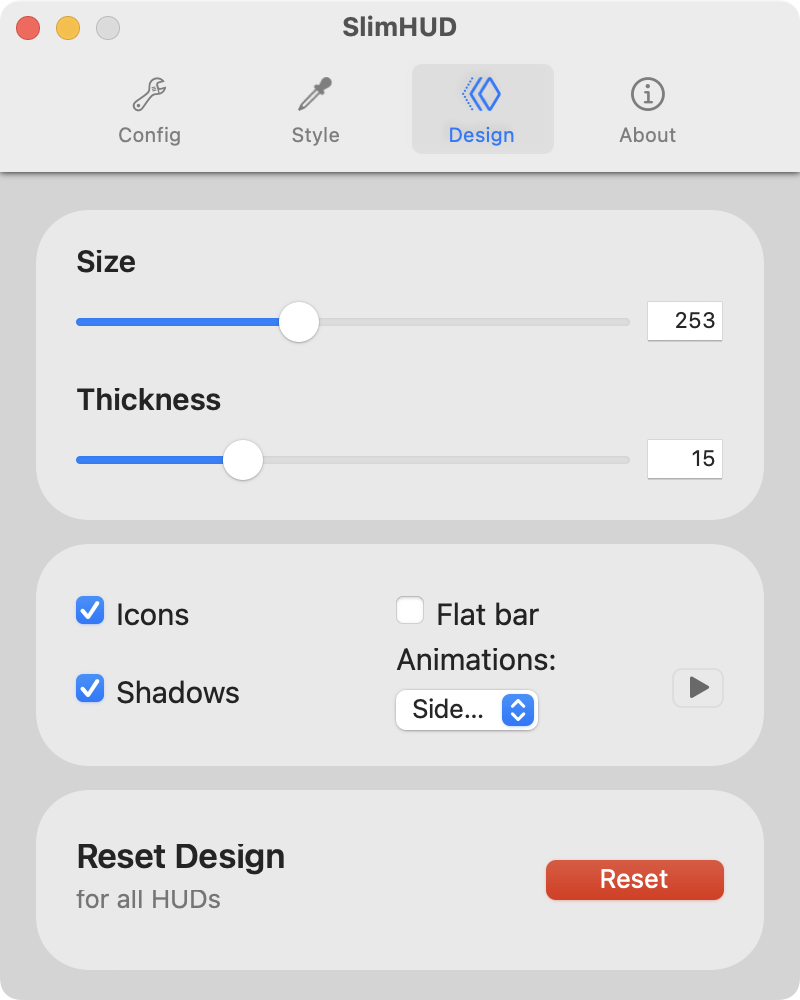 SlimHUD
Config
Style
Design
About
Size
253
Thickness
15
Icons
Flat bar
Animations:
Shadows
Side...
Reset Design
for all HUDs
Reset